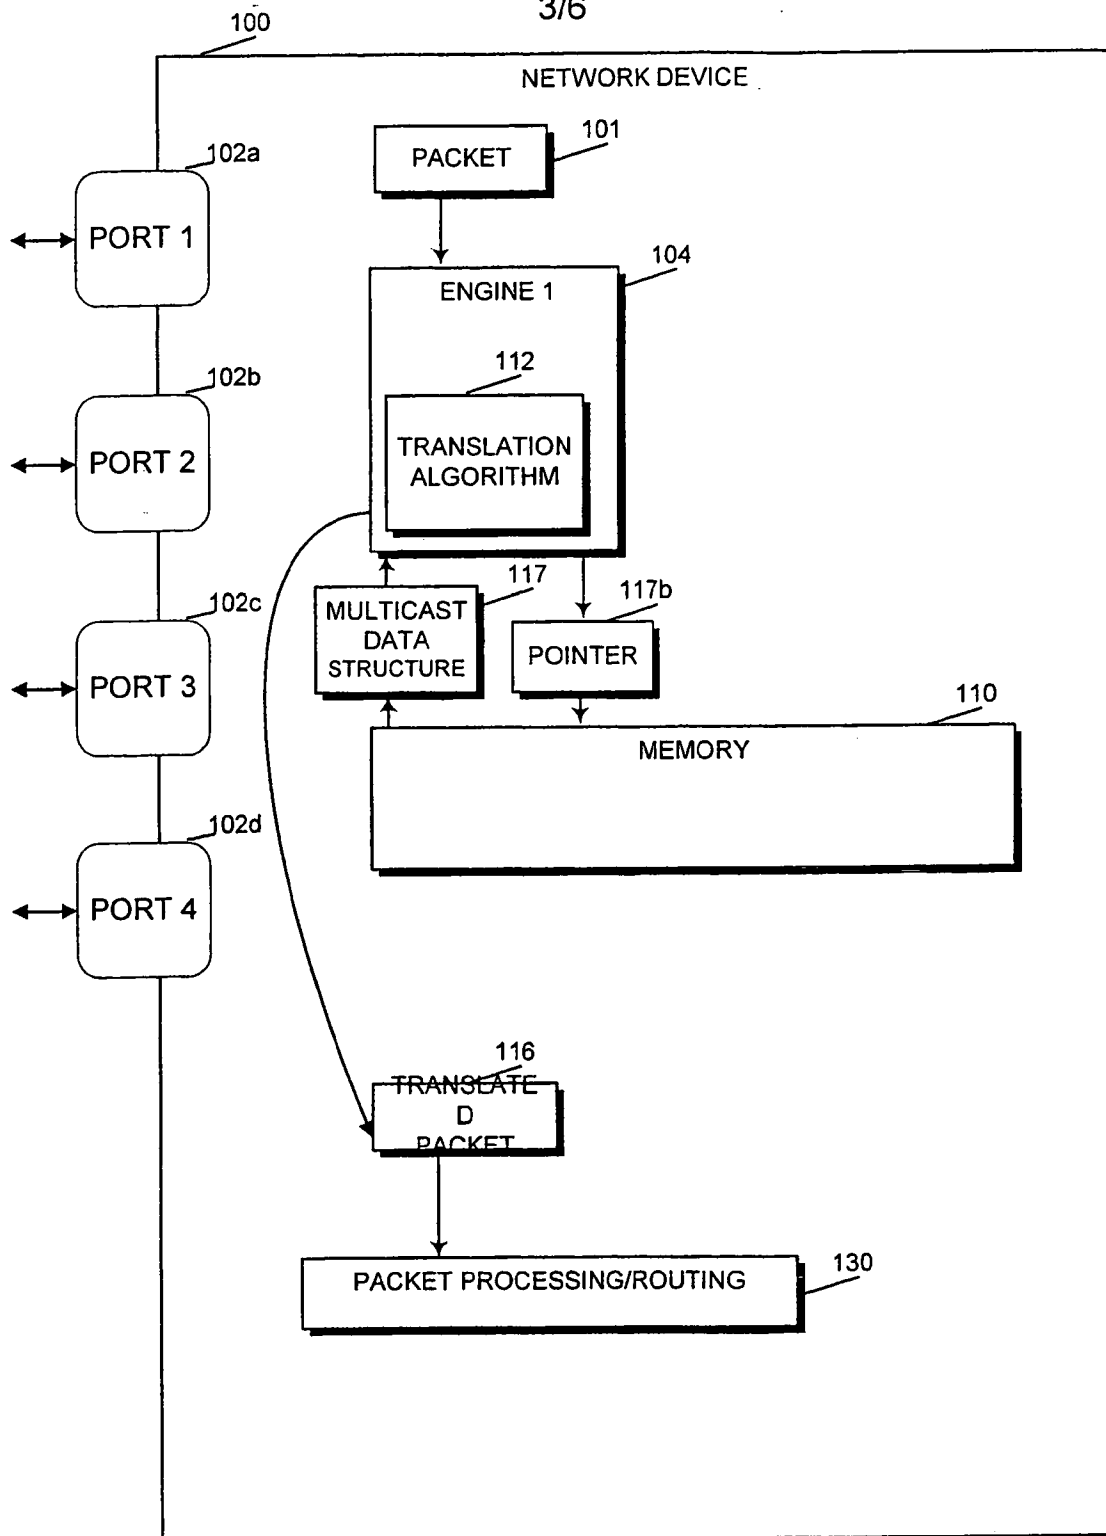 3/6
100
NETWORK DEVICE
101
PACKET
102a
PORT 1
104
ENGINE 1
112
TRANSLATION
ALGORITHM
102b
PORT 2
117
MULTICAST
DATA
STRUCTURE
117b
POINTER
102c
PORT 3
110
MEMORY
102d
PORT 4
116
TRANSLATE
D
PACKET
130
PACKET PROCESSING/ROUTING